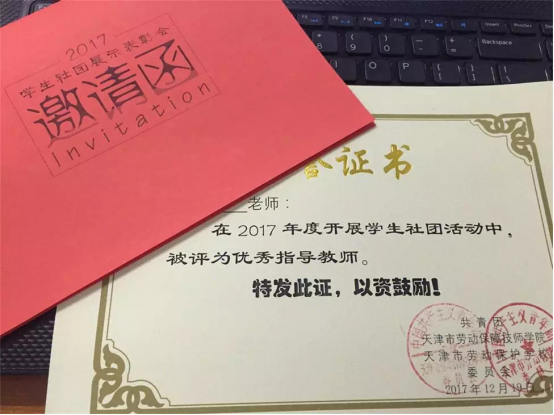 2017
学生社团展示表彰会
邀请函
Invitation
证书
老师：
在 2017 年度开展学生社团活动中，
被评为优秀指导教师。
特发此证，以资鼓励！
共青团
天津市劳动保障技师学院
天津市劳动保护学校
委员会
2017年12月19日
Backspace